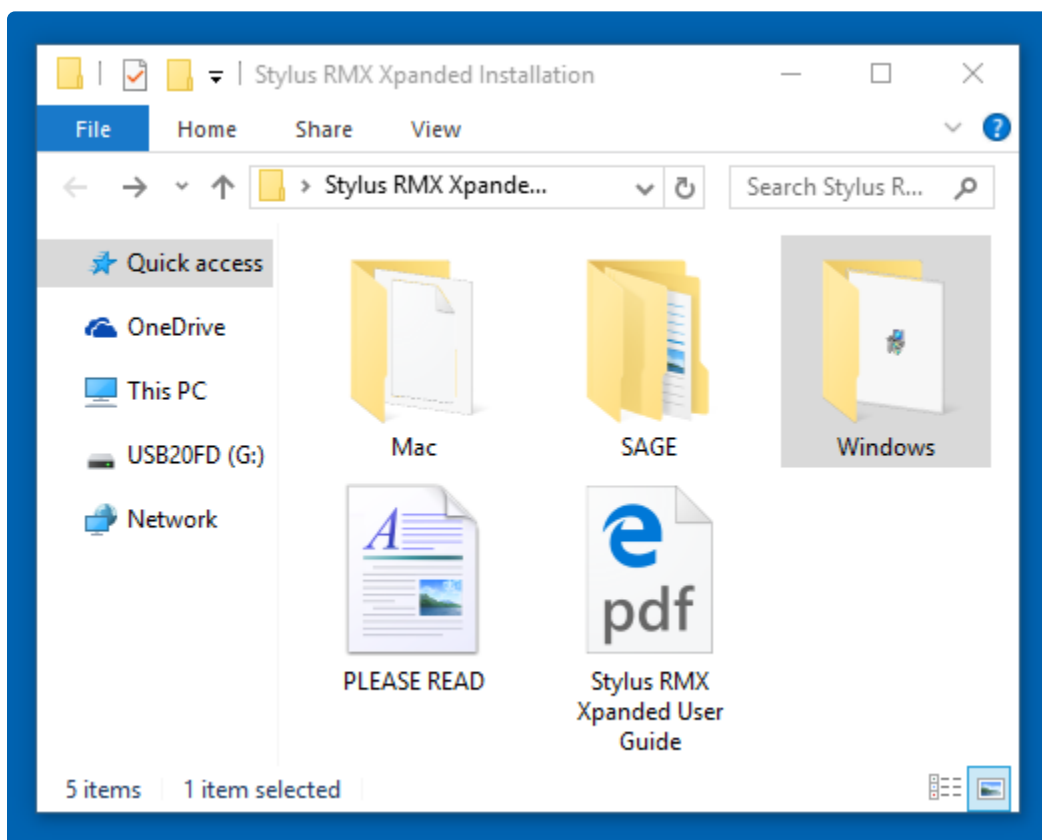 Stylus RMX Xpanded Installation
File Home Share View
Stylus RMX Xpande... Search Stylus R...
Quick access
OneDrive
This PC
USB20FD (G:)
Network
Mac SAGE Windows
A
e
pdf
PLEASE READ
Stylus RMX
Xpanded User
Guide
5 items 1 item selected